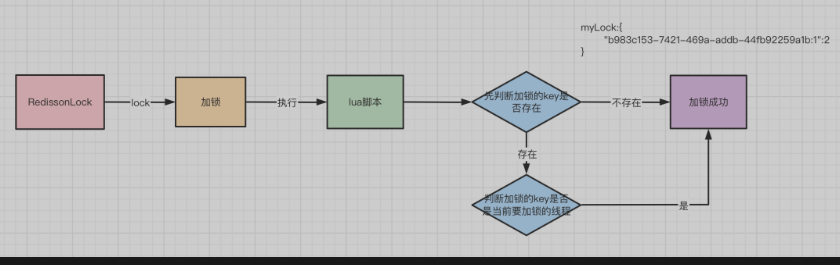 myLock:{
"b983c153-7421-469a-addb-44fb92259a1b:1":2
}
RedissonLock
lock
加锁
执行
lua脚本
先判断加锁的key是
否存在
不存在
加锁成功
存在
判断加锁的key是否
是当前要加锁的线程
是